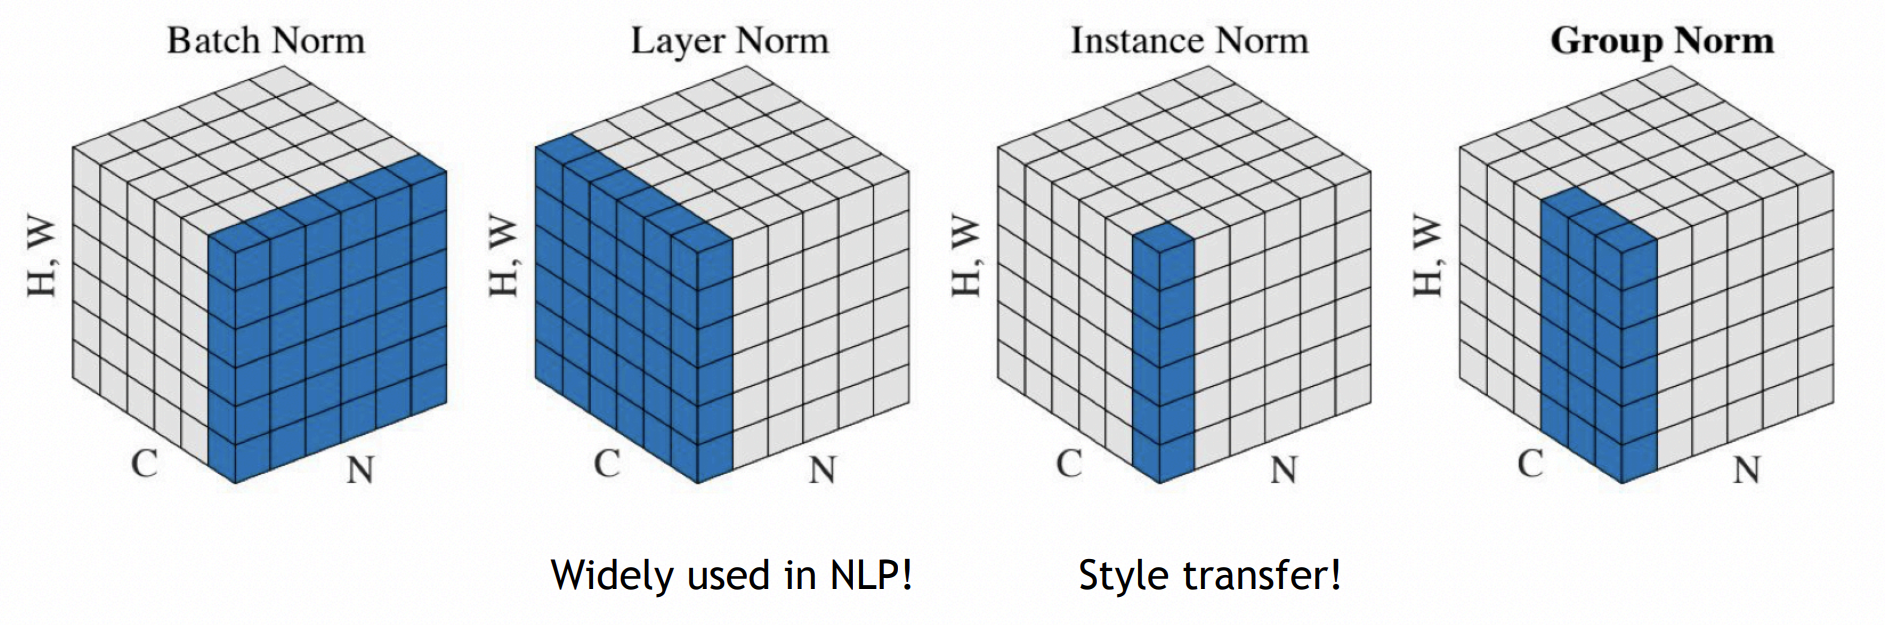 Batch Norm
Layer Norm
Instance Norm
Group Norm
H, W
C
N
H, W
C
N
H, W
C
N
H, W
C
N
Widely used in NLP!
Style transfer!